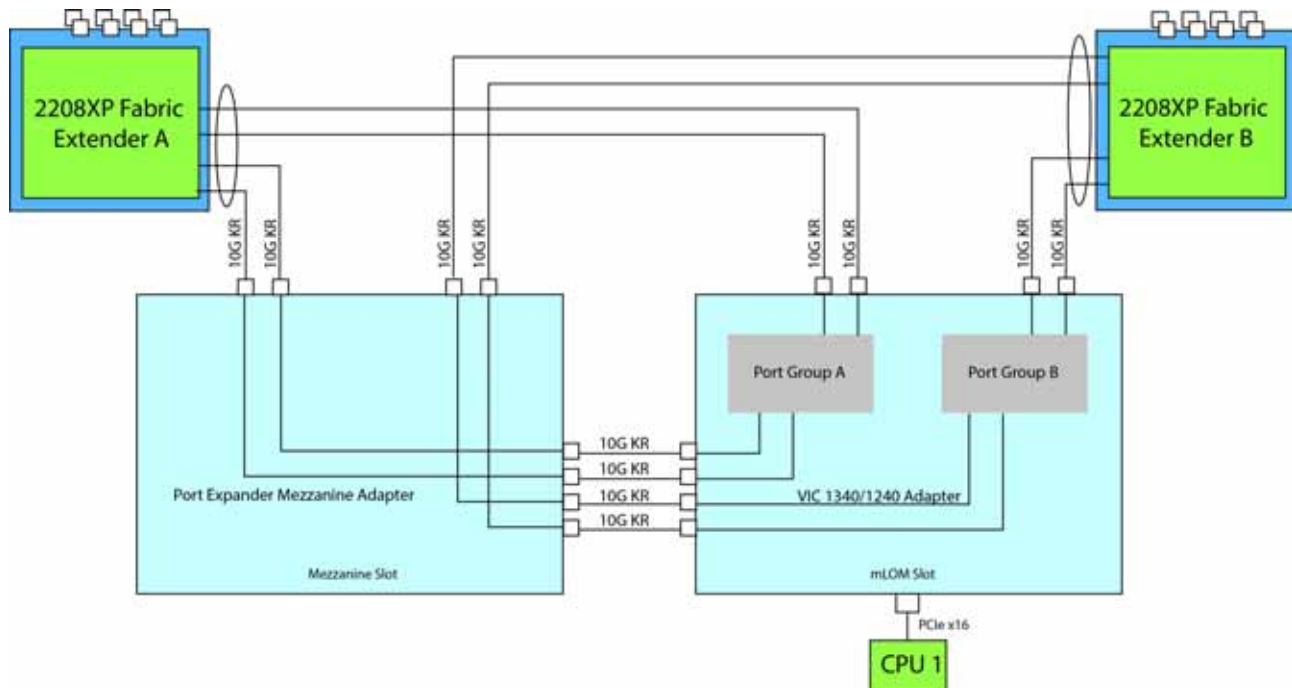 2208XP Fabric
Extender A
2208XP Fabric
Extender B
10G KR
10G KR
10G KR
10G KR
10G KR
10G KR
10G KR
10G KR
Port Group A
Port Group B
10G KR
10G KR
10G KR
10G KR
Port Expander Mezzanine Adapter
VIC 1340/1240 Adapter
Mezzanine Slot
mLOM Slot
PCIe x16
CPU 1